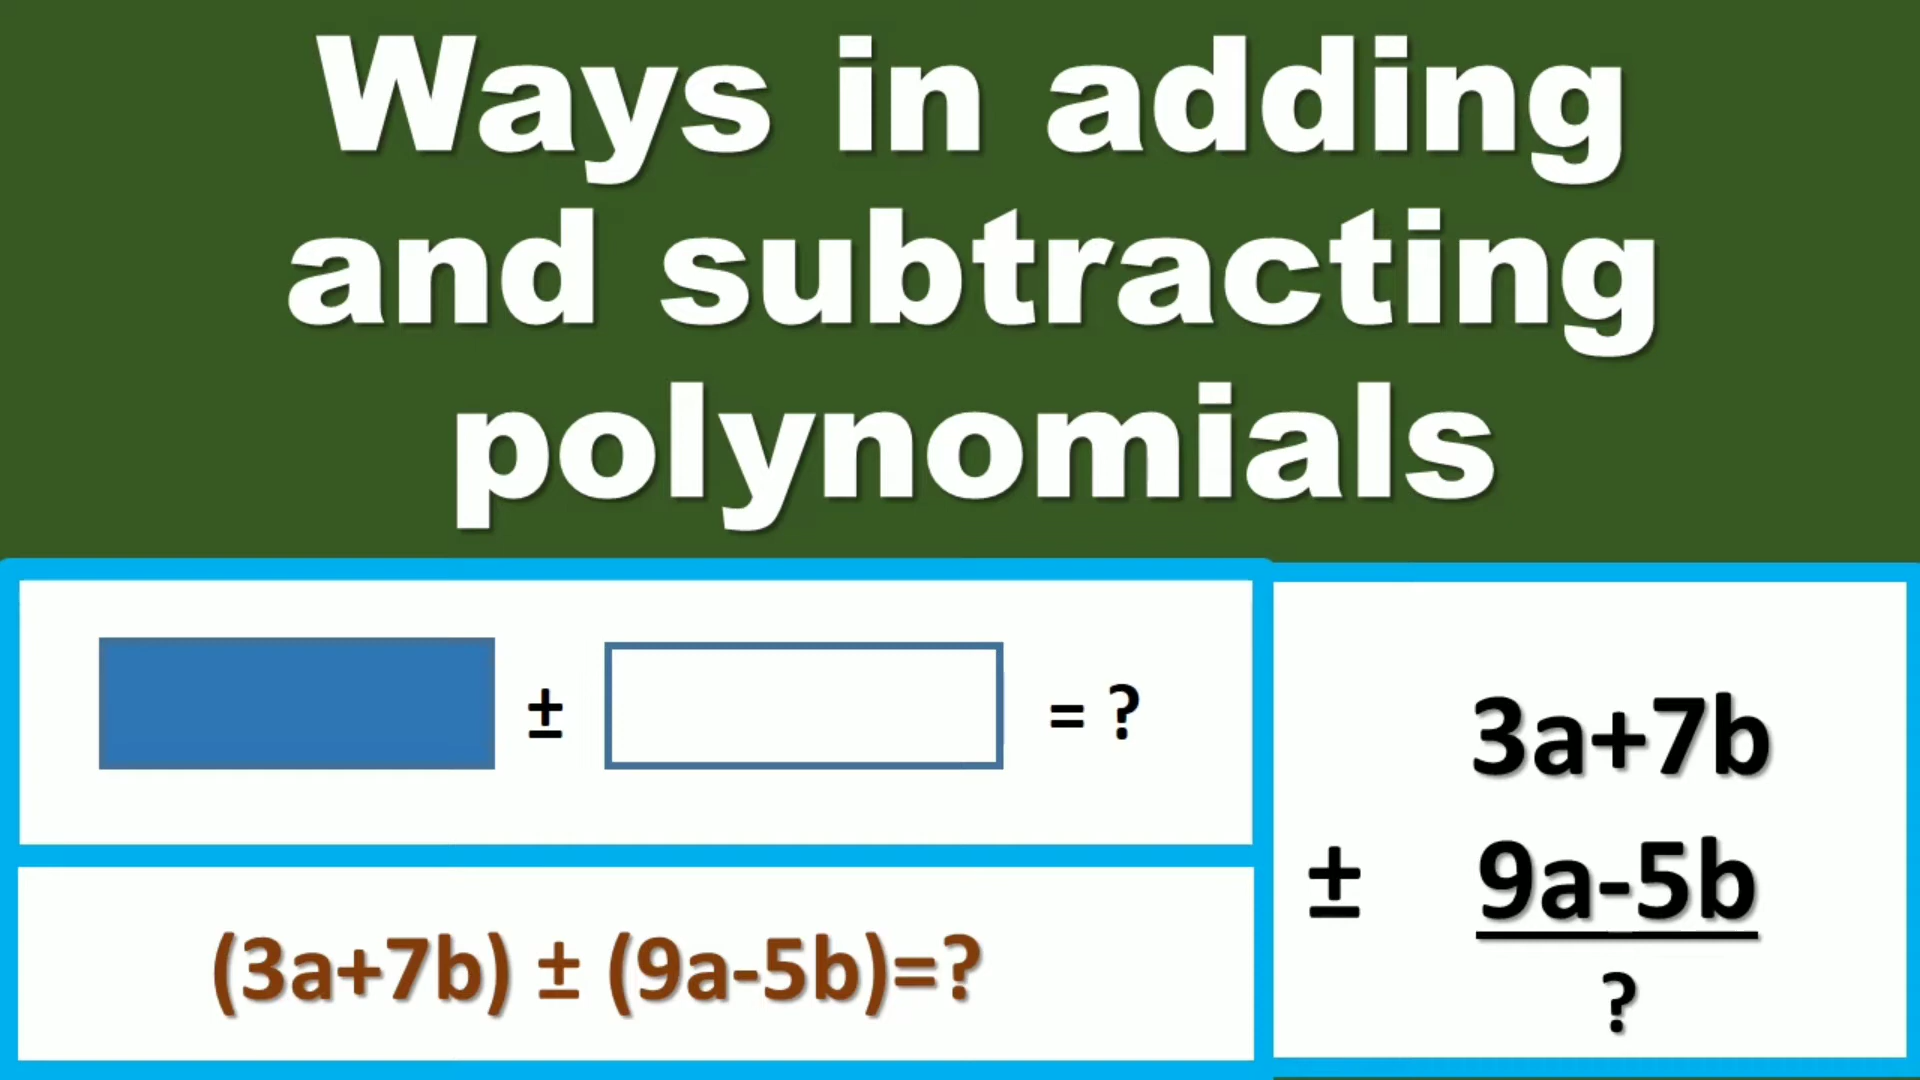 Ways in adding
and subtracting
polynomials
± = ?
(3a+7b) ± (9a-5b)=?
3a+7b
± 9a-5b
?